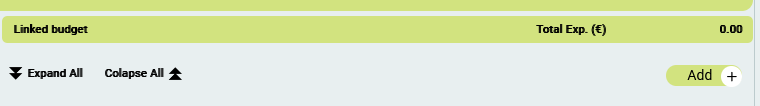 Linked budget Total Exp. (€) 0.00
Expand All Colapse All Add +